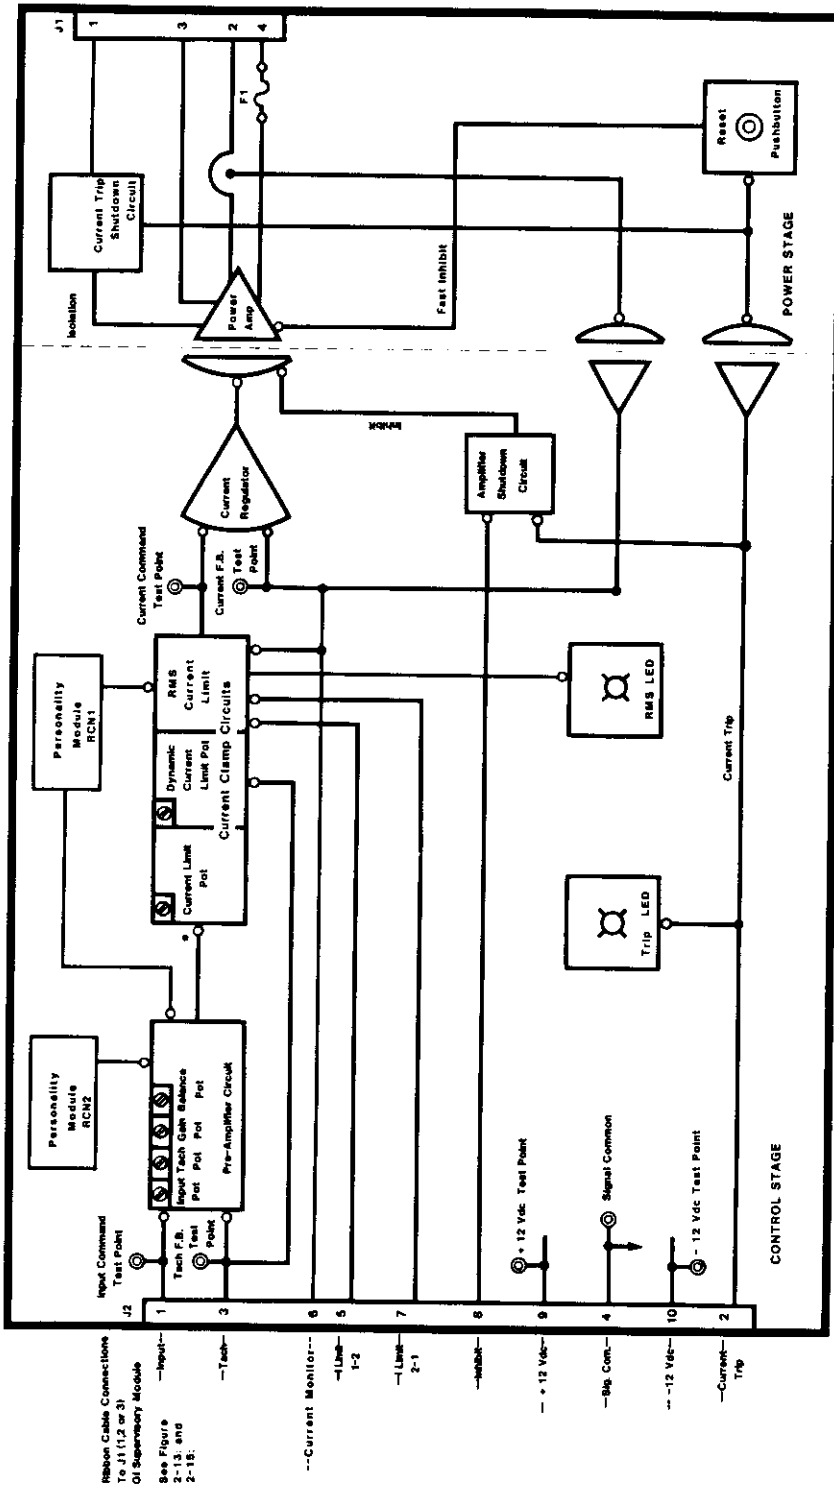 Ribbon Cable Connections
To J1 (1,2 or 3)
Of Supervisory Module
See Figure
2-13; and
2-15:
—Input—
—Tach—
--Current Monitor--
—I Limit—
1-2
—I Limit—
2-1
—Inhibit—
— + 12 Vdc—
—Sig. Com.—
-- -12 Vdc—
—Current—
Trip
J2
1
3
6
5
7
8
9
4
10
2
Input Command
Test Point
Tach F.B.
Test
Point
+ 12 Vdc Test Point
Signal Common
- 12 Vdc Test Point
CONTROL STAGE
Personality
Module
RCN2
Input Tach Gain Balance
Pot Pot Pot Pot
Pre-Amplifier Circuit
Personality
Module
RCN1
*
Current Limit
Pot
Dynamic
Current
Limit Pot
RMS
Current
Limit
Current Clamp Circuits
Trip LED
RMS LED
Current Trip
Current Command
Test Point
Current F.B.
Test
Point
Current
Regulator
Amplifier
Shutdown
Circuit
Inhibit
Isolation
Power
Amp
Current Trip
Shutdown
Circuit
Fast Inhibit
POWER STAGE
Reset
Pushbutton
F1
J1
1
3
2
4